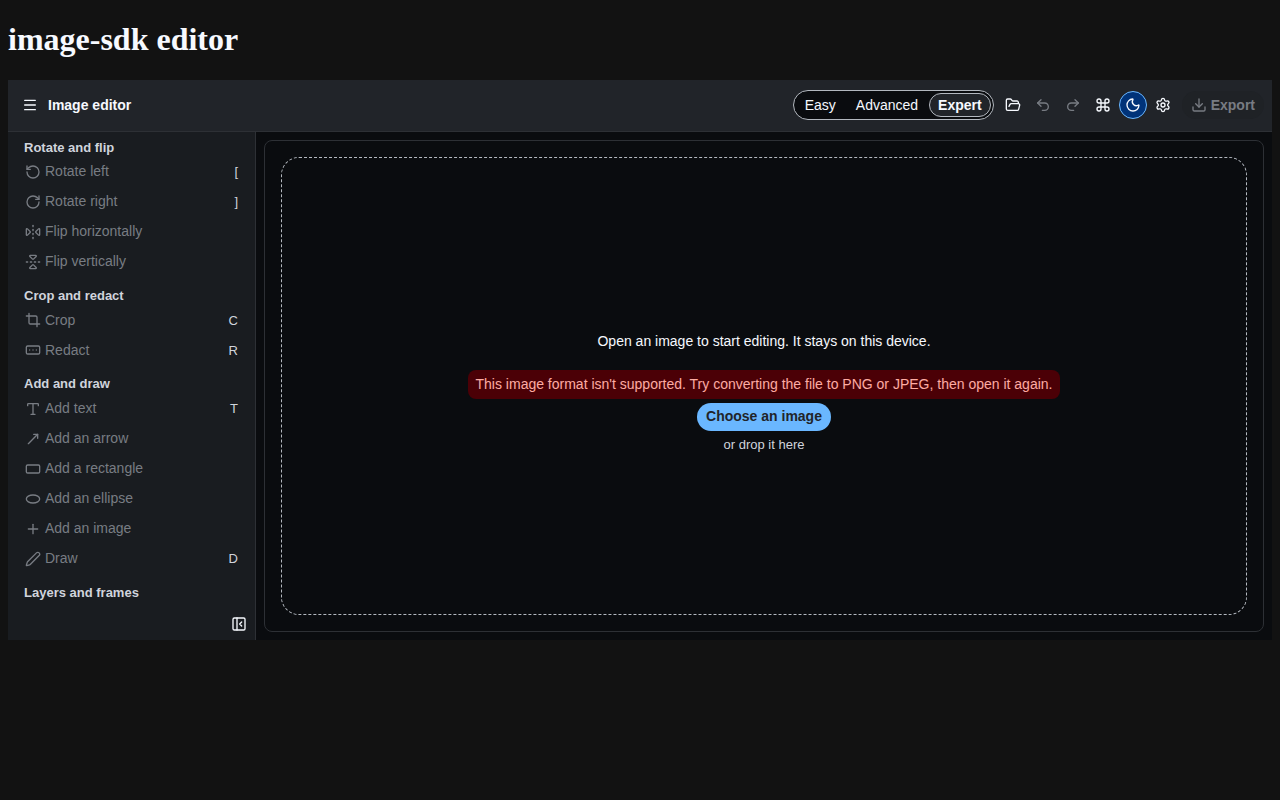 image-sdk editor
Image editor
Easy Advanced Expert Export
Rotate and flip
Rotate left [
Rotate right ]
Flip horizontally
Flip vertically
Crop and redact
Crop C
Redact R
Add and draw
Add text T
Add an arrow
Add a rectangle
Add an ellipse
Add an image
Draw D
Layers and frames
Open an image to start editing. It stays on this device.
This image format isn't supported. Try converting the file to PNG or JPEG, then open it again.
Choose an image
or drop it here